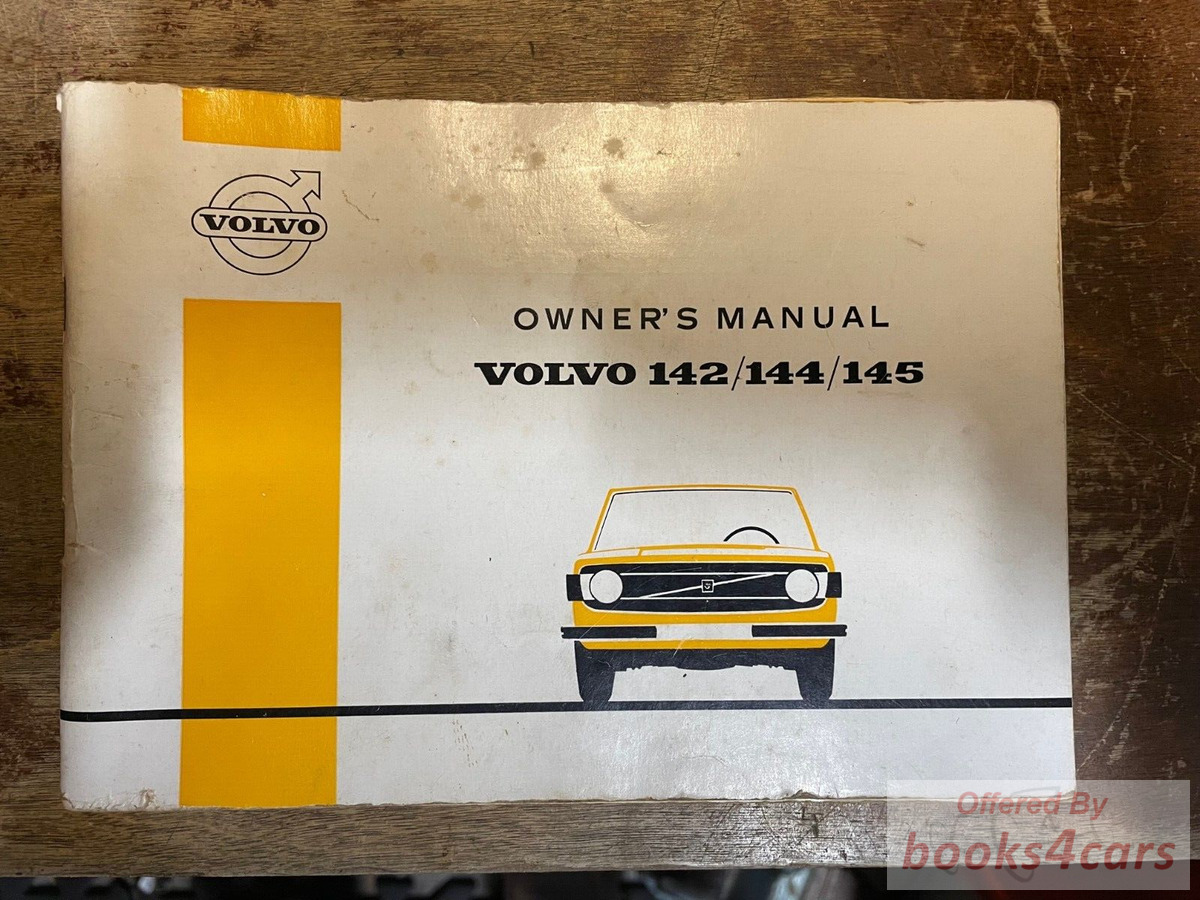 VOLVO
OWNER'S MANUAL
VOLVO 142/144/145
Offered By
books4cars